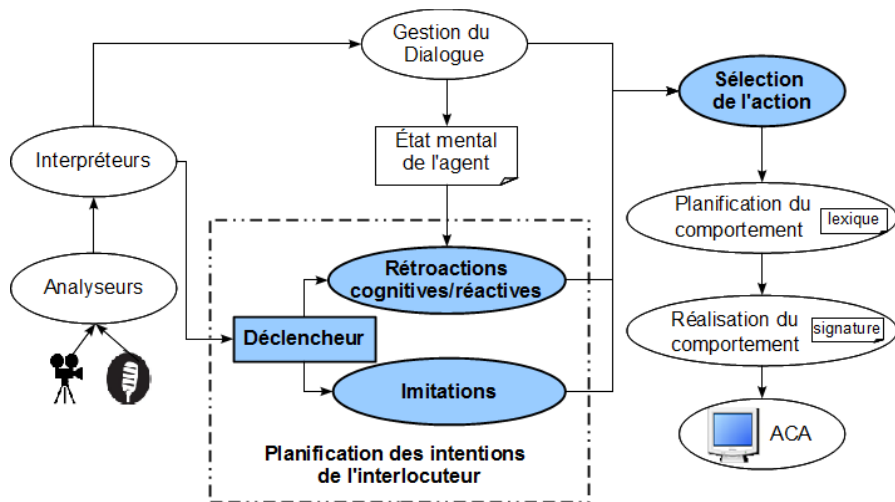 Gestion du
Dialogue
Sélection
de l'action
État mental
de l'agent
Interpréteurs
Planification du
comportement
lexique
Rétroactions
cognitives/réactives
Analyseurs
Déclencheur
Réalisation du
comportement
signature
Imitations
ACA
Planification des intentions
de l'interlocuteur